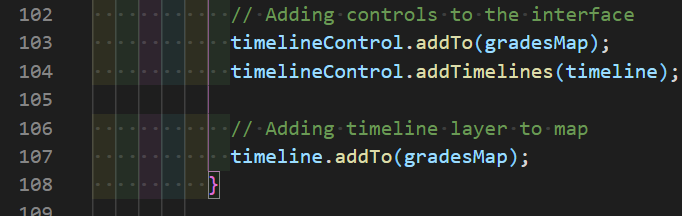 102 // Adding controls to the interface
103 timelineControl.addTo(gradesMap);
104 timelineControl.addTimelines(timeline);
105
106 // Adding timeline layer to map
107 timeline.addTo(gradesMap);
108 }
109